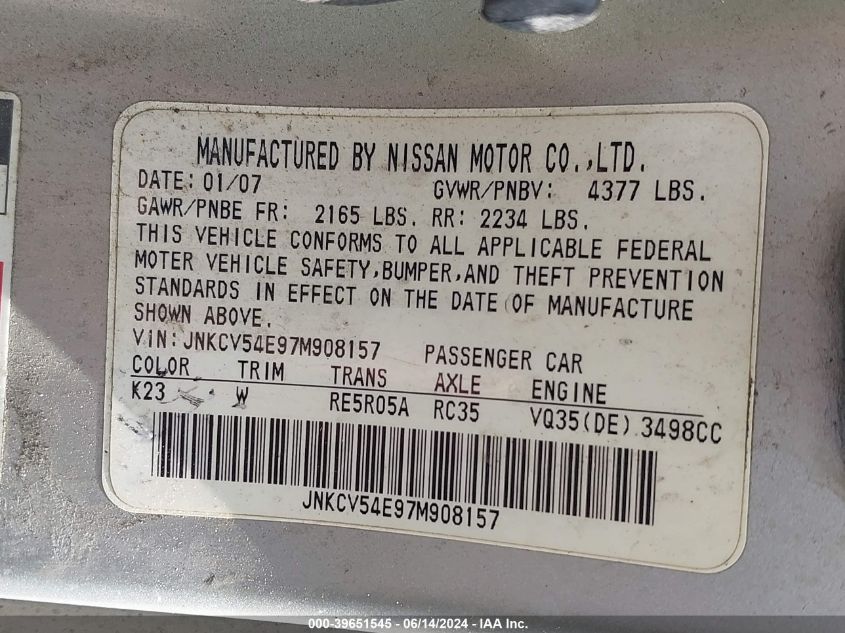 MANUFACTURED BY NISSAN MOTOR CO.,LTD.
DATE: 01/07 GVWR/PNBV: 4377 LBS.
GAWR/PNBE FR: 2165 LBS. RR: 2234 LBS.
THIS VEHICLE CONFORMS TO ALL APPLICABLE FEDERAL
MOTER VEHICLE SAFETY,BUMPER,AND THEFT PREVENTION
STANDARDS IN EFFECT ON THE DATE OF MANUFACTURE
SHOWN ABOVE.
VIN:JNKCV54E97M908157 PASSENGER CAR
COLOR TRIM TRANS AXLE ENGINE
K23 W RE5R05A RC35 VQ35(DE) 3498CC
JNKCV54E97M908157
000-39651545 - 06/14/2024 - IAAI - Copart Inc.